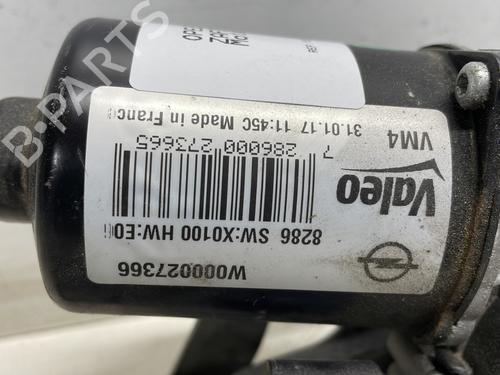 Valeo
VM4
31.01.17 11:45C Made in France
7 286000 273665
8286 SW:X0100 HW:E0
W000027366
B-PARTS